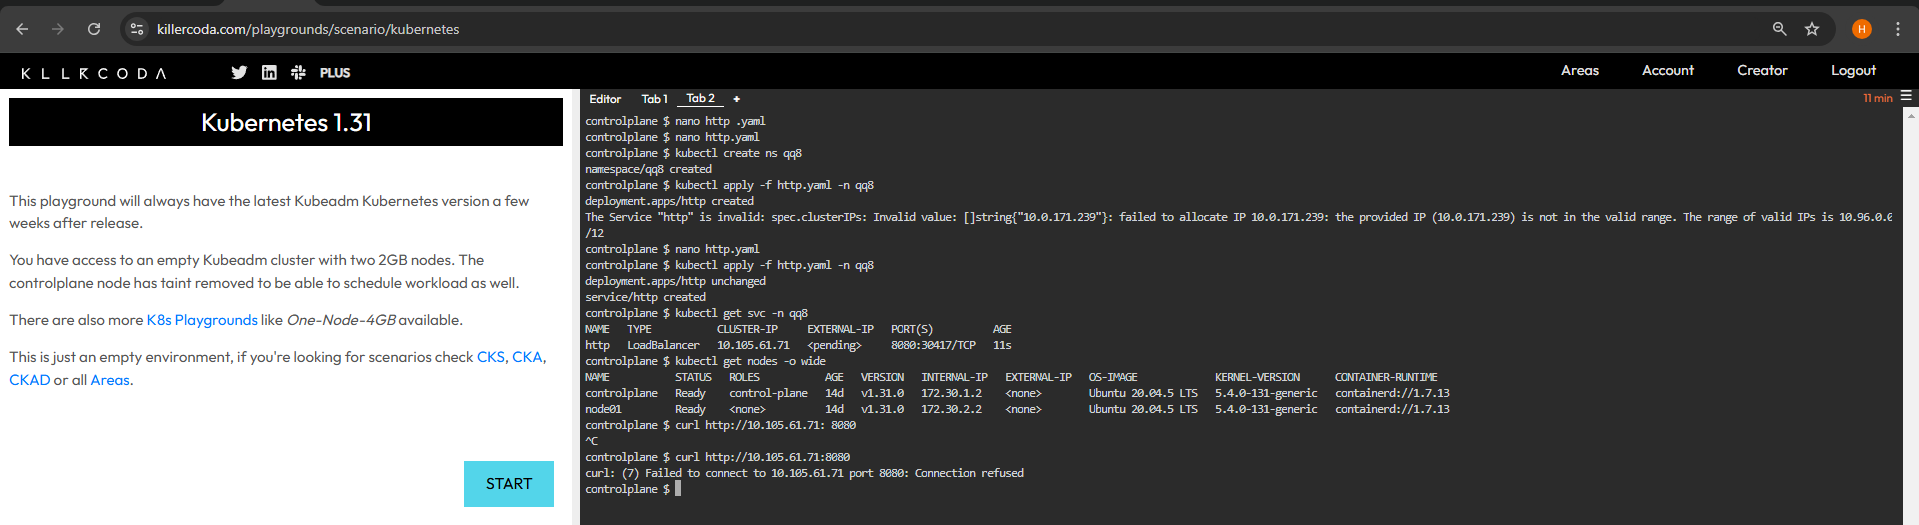 killercoda.com/playgrounds/scenario/kubernetes
H
KLLRCODA
PLUS
Areas
Account
Creator
Logout
Kubernetes 1.31
This playground will always have the latest Kubeadm Kubernetes version a few
weeks after release.
You have access to an empty Kubeadm cluster with two 2GB nodes. The
controlplane node has taint removed to be able to schedule workload as well.
There are also more K8s Playgrounds like One-Node-4GB available.
This is just an empty environment, if you're looking for scenarios check CKS, CKA,
CKAD or all Areas.
START
Editor Tab 1 Tab 2 +
11 min
controlplane $ nano http .yaml
controlplane $ nano http.yaml
controlplane $ kubectl create ns qq8
namespace/qq8 created
controlplane $ kubectl apply -f http.yaml -n qq8
deployment.apps/http created
The Service "http" is invalid: spec.clusterIPs: Invalid value: []string{"10.0.171.239"}: failed to allocate IP 10.0.171.239: the provided IP (10.0.171.239) is not in the valid range. The range of valid IPs is 10.96.0.0
/12
controlplane $ nano http.yaml
controlplane $ kubectl apply -f http.yaml -n qq8
deployment.apps/http unchanged
service/http created
controlplane $ kubectl get svc -n qq8
NAME TYPE CLUSTER-IP EXTERNAL-IP PORT(S) AGE
http LoadBalancer 10.105.61.71 <pending> 8080:30417/TCP 11s
controlplane $ kubectl get nodes -o wide
NAME STATUS ROLES AGE VERSION INTERNAL-IP EXTERNAL-IP OS-IMAGE KERNEL-VERSION CONTAINER-RUNTIME
controlplane Ready control-plane 14d v1.31.0 172.30.1.2 <none> Ubuntu 20.04.5 LTS 5.4.0-131-generic containerd://1.7.13
node01 Ready <none> 14d v1.31.0 172.30.2.2 <none> Ubuntu 20.04.5 LTS 5.4.0-131-generic containerd://1.7.13
controlplane $ curl http://10.105.61.71: 8080
^C
controlplane $ curl http://10.105.61.71:8080
curl: (7) Failed to connect to 10.105.61.71 port 8080: Connection refused
controlplane $